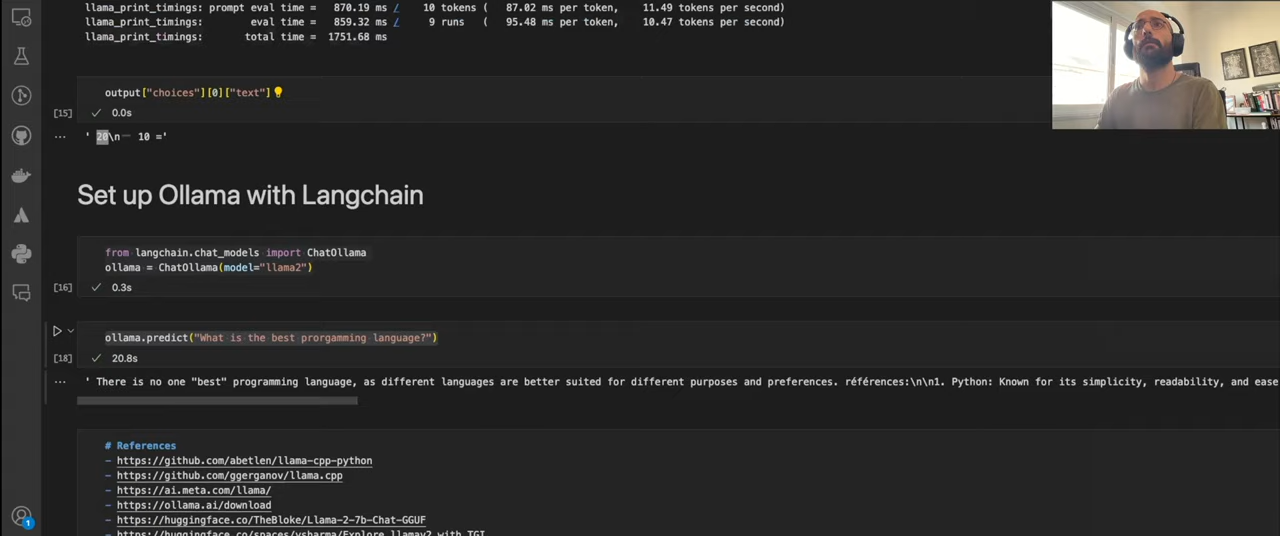 llama_print_timings: prompt eval time = 870.19 ms / 10 tokens ( 87.02 ms per token, 11.49 tokens per second)
llama_print_timings: eval time = 859.32 ms / 9 runs ( 95.48 ms per token, 10.47 tokens per second)
llama_print_timings: total time = 1751.68 ms
output["choices"][0]["text"]
[15] 0.0s
' 20\n 10 ='
Set up Ollama with Langchain
from langchain.chat_models import ChatOllama
ollama = ChatOllama(model="llama2")
[16] 0.3s
ollama.predict("What is the best prorgamming language?")
[18] 20.8s
' There is no one "best" programming language, as different languages are better suited for different purposes and preferences. références:\n\n1. Python: Known for its simplicity, readability, and ease
# References
- https://github.com/abetlen/llama-cpp-python
- https://github.com/ggerganov/llama.cpp
- https://ai.meta.com/llama/
- https://ollama.ai/download
- https://huggingface.co/TheBloke/Llama-2-7b-Chat-GGUF
- https://huggingface.co/spaces/ysharma/Explore_llamav2_with_TGI
1